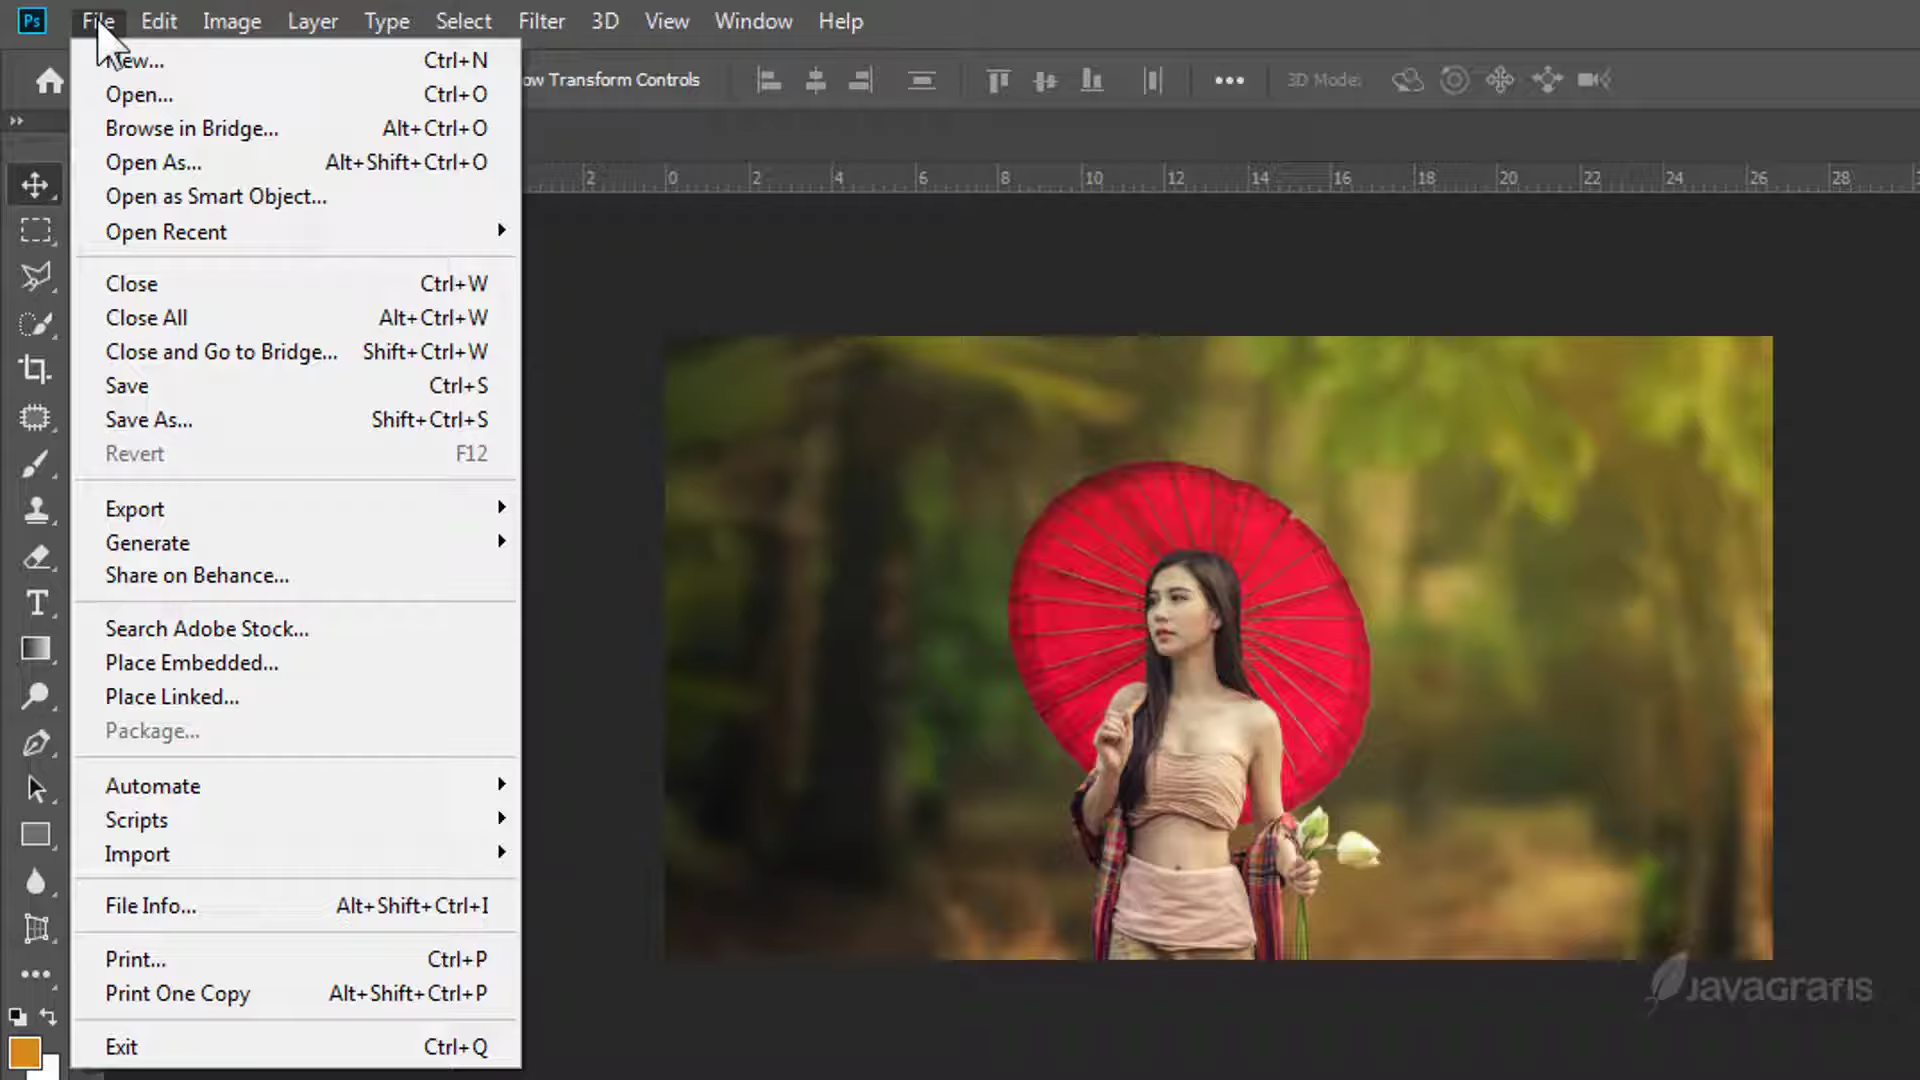 Ps File Edit Image Layer Type Select Filter 3D View Window Help
ow Transform Controls 3D Mode:
New... Ctrl+N
Open... Ctrl+O
Browse in Bridge... Alt+Ctrl+O
Open As... Alt+Shift+Ctrl+O
Open as Smart Object...
Open Recent
Close Ctrl+W
Close All Alt+Ctrl+W
Close and Go to Bridge... Shift+Ctrl+W
Save Ctrl+S
Save As... Shift+Ctrl+S
Revert F12
Export
Generate
Share on Behance...
Search Adobe Stock...
Place Embedded...
Place Linked...
Package...
Automate
Scripts
Import
File Info... Alt+Shift+Ctrl+I
Print... Ctrl+P
Print One Copy Alt+Shift+Ctrl+P
Exit Ctrl+Q
2 0 2 4 6 8 10 12 14 16 18 20 22 24 26 28
T
Javagrafis